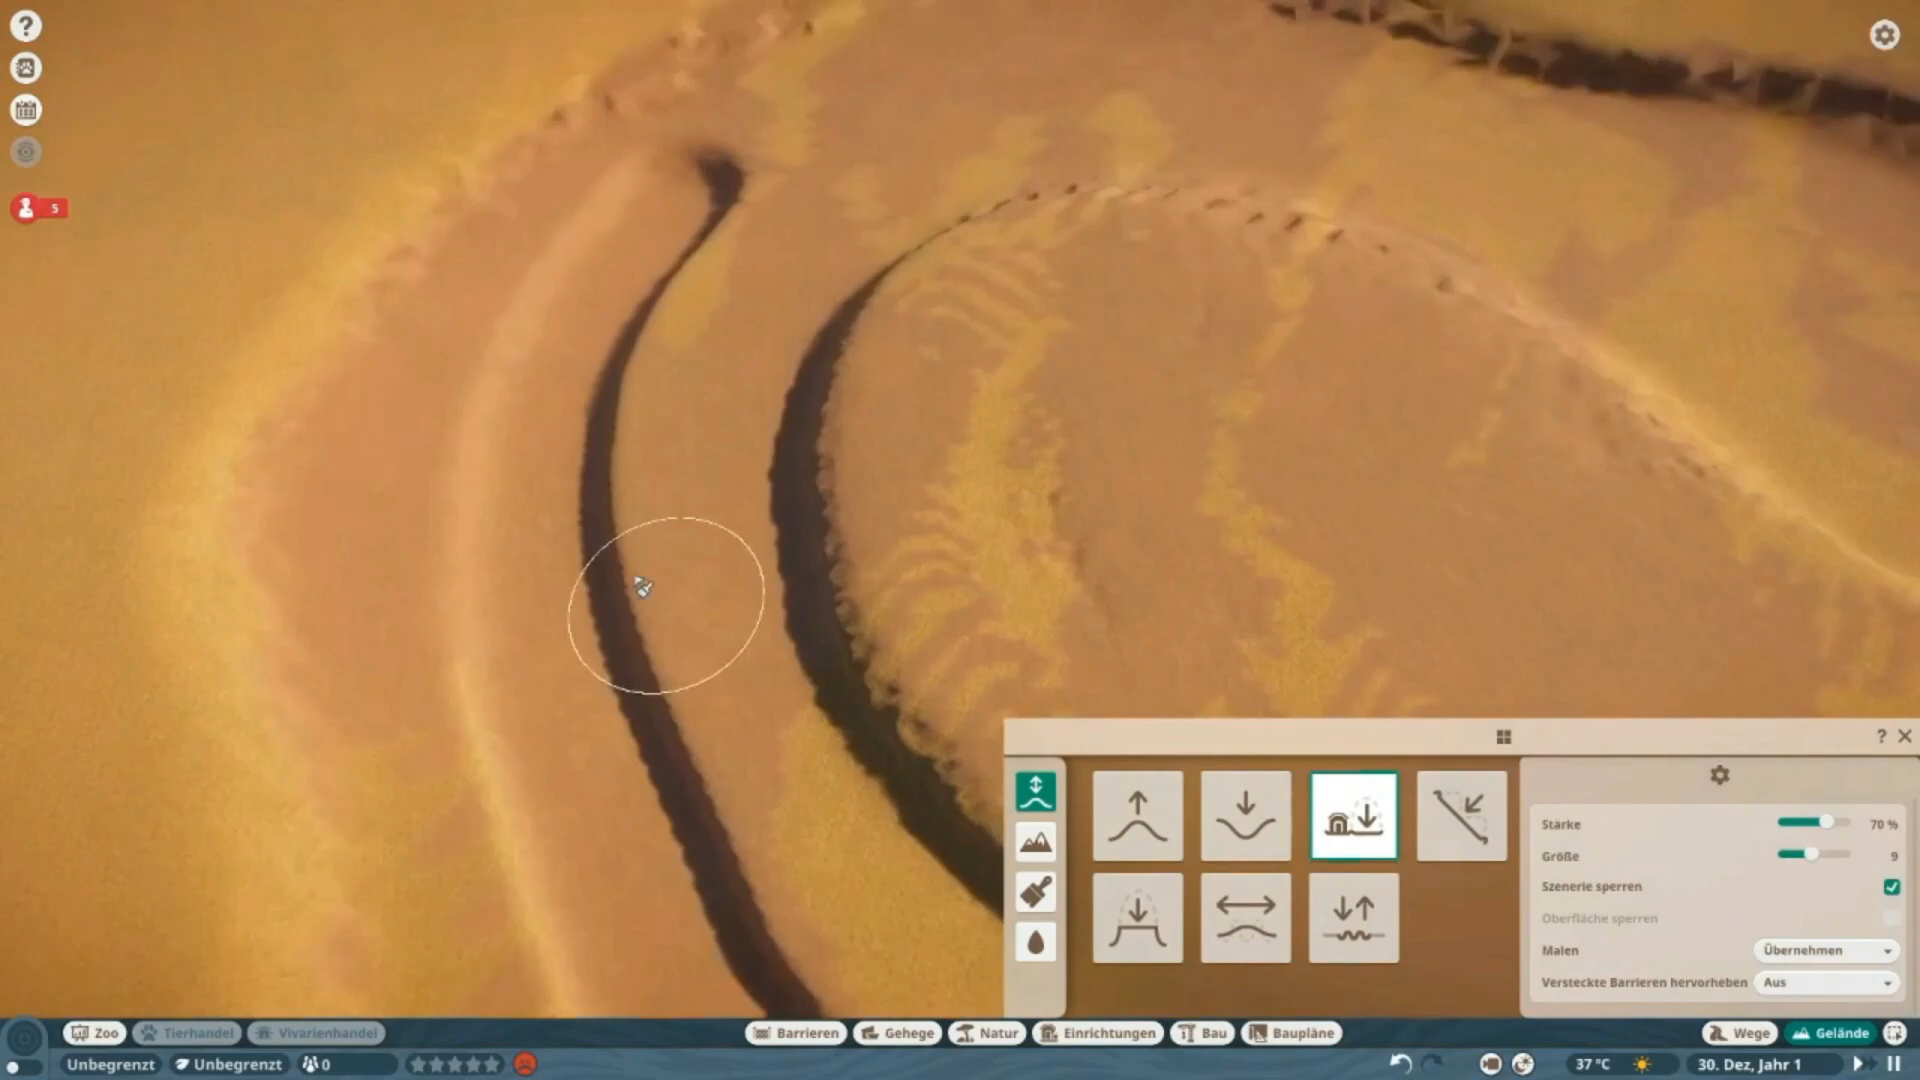 ?
5
? ×
Stärke 70 %
Größe 9
Szenerie sperren
Oberfläche sperren
Malen Übernehmen
Versteckte Barrieren hervorheben Aus
Zoo Tierhandel Vivarienhandel Barrieren Gehege Natur Einrichtungen Bau Baupläne Wege Gelände
Unbegrenzt Unbegrenzt 0 37 °C 30. Dez, Jahr 1